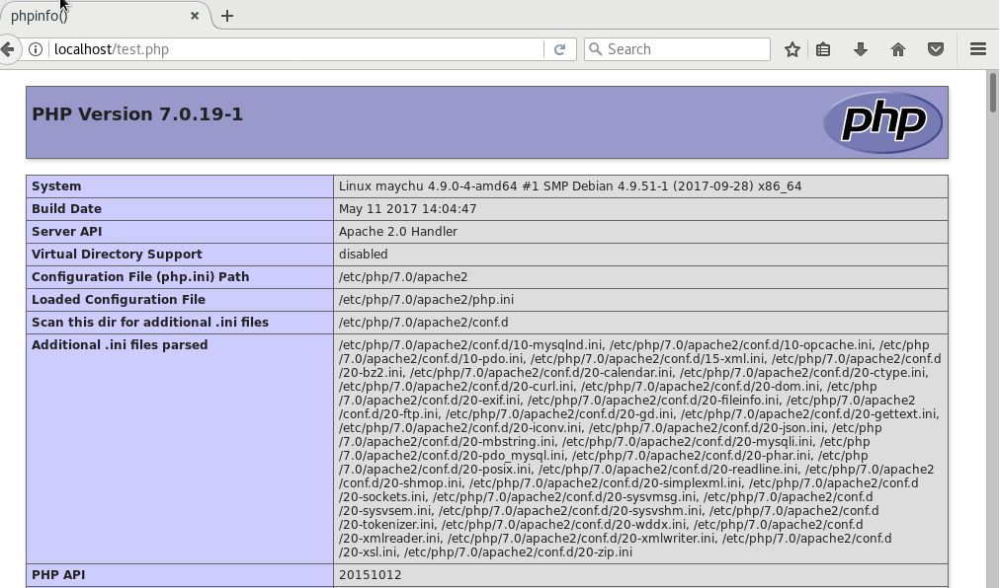 phpinfo()
localhost/test.php
Search
PHP Version 7.0.19-1
php
System Linux maychu 4.9.0-4-amd64 #1 SMP Debian 4.9.51-1 (2017-09-28) x86_64
Build Date May 11 2017 14:04:47
Server API Apache 2.0 Handler
Virtual Directory Support disabled
Configuration File (php.ini) Path /etc/php/7.0/apache2
Loaded Configuration File /etc/php/7.0/apache2/php.ini
Scan this dir for additional .ini files /etc/php/7.0/apache2/conf.d
Additional .ini files parsed /etc/php/7.0/apache2/conf.d/10-mysqlnd.ini, /etc/php/7.0/apache2/conf.d/10-opcache.ini, /etc/php
/7.0/apache2/conf.d/10-pdo.ini, /etc/php/7.0/apache2/conf.d/15-xml.ini, /etc/php/7.0/apache2/conf.d
/20-bz2.ini, /etc/php/7.0/apache2/conf.d/20-calendar.ini, /etc/php/7.0/apache2/conf.d/20-ctype.ini,
/etc/php/7.0/apache2/conf.d/20-curl.ini, /etc/php/7.0/apache2/conf.d/20-dom.ini, /etc/php
/7.0/apache2/conf.d/20-exif.ini, /etc/php/7.0/apache2/conf.d/20-fileinfo.ini, /etc/php/7.0/apache2
/conf.d/20-ftp.ini, /etc/php/7.0/apache2/conf.d/20-gd.ini, /etc/php/7.0/apache2/conf.d/20-gettext.ini,
/etc/php/7.0/apache2/conf.d/20-iconv.ini, /etc/php/7.0/apache2/conf.d/20-json.ini, /etc/php
/7.0/apache2/conf.d/20-mbstring.ini, /etc/php/7.0/apache2/conf.d/20-mysqli.ini, /etc/php
/7.0/apache2/conf.d/20-pdo_mysql.ini, /etc/php/7.0/apache2/conf.d/20-phar.ini, /etc/php
/7.0/apache2/conf.d/20-posix.ini, /etc/php/7.0/apache2/conf.d/20-readline.ini, /etc/php/7.0/apache2
/conf.d/20-shmop.ini, /etc/php/7.0/apache2/conf.d/20-simplexml.ini, /etc/php/7.0/apache2/conf.d
/20-sockets.ini, /etc/php/7.0/apache2/conf.d/20-sysvmsg.ini, /etc/php/7.0/apache2/conf.d
/20-sysvsem.ini, /etc/php/7.0/apache2/conf.d/20-sysvshm.ini, /etc/php/7.0/apache2/conf.d
/20-tokenizer.ini, /etc/php/7.0/apache2/conf.d/20-wddx.ini, /etc/php/7.0/apache2/conf.d
/20-xmlreader.ini, /etc/php/7.0/apache2/conf.d/20-xmlwriter.ini, /etc/php/7.0/apache2/conf.d
/20-xsl.ini, /etc/php/7.0/apache2/conf.d/20-zip.ini
PHP API 20151012